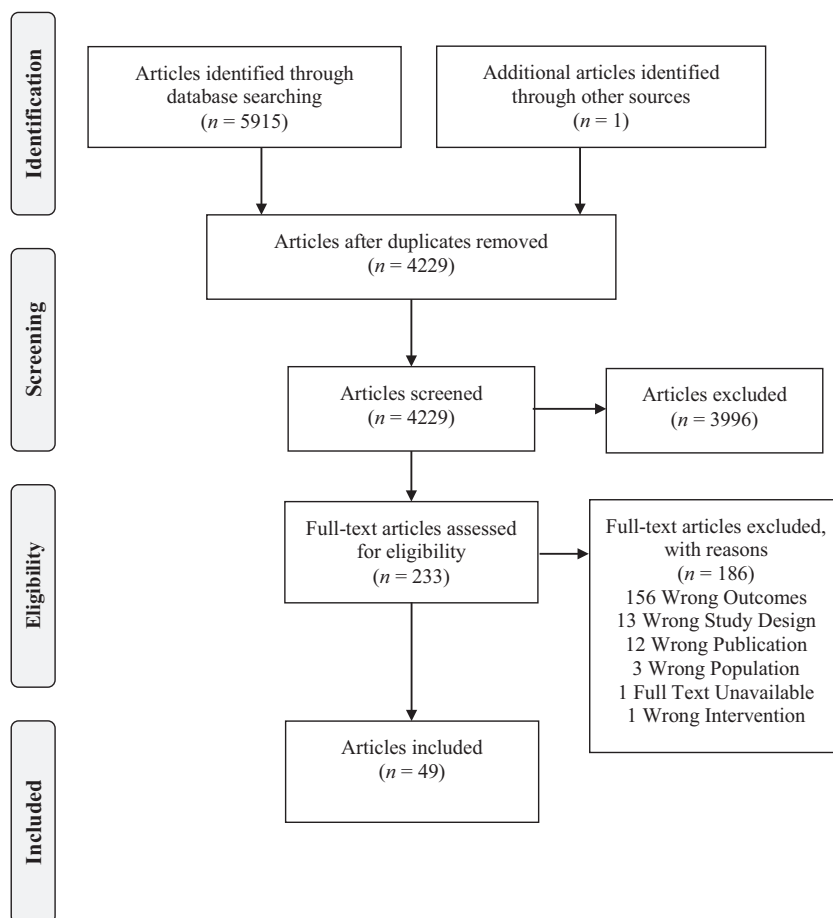 Identification
Articles identified through
database searching
(n = 5915)
Additional articles identified
through other sources
(n = 1)
Articles after duplicates removed
(n = 4229)
Screening
Articles screened
(n = 4229)
Articles excluded
(n = 3996)
Eligibility
Full-text articles assessed
for eligibility
(n = 233)
Full-text articles excluded,
with reasons
(n = 186)
156 Wrong Outcomes
13 Wrong Study Design
12 Wrong Publication
3 Wrong Population
1 Full Text Unavailable
1 Wrong Intervention
Included
Articles included
(n = 49)